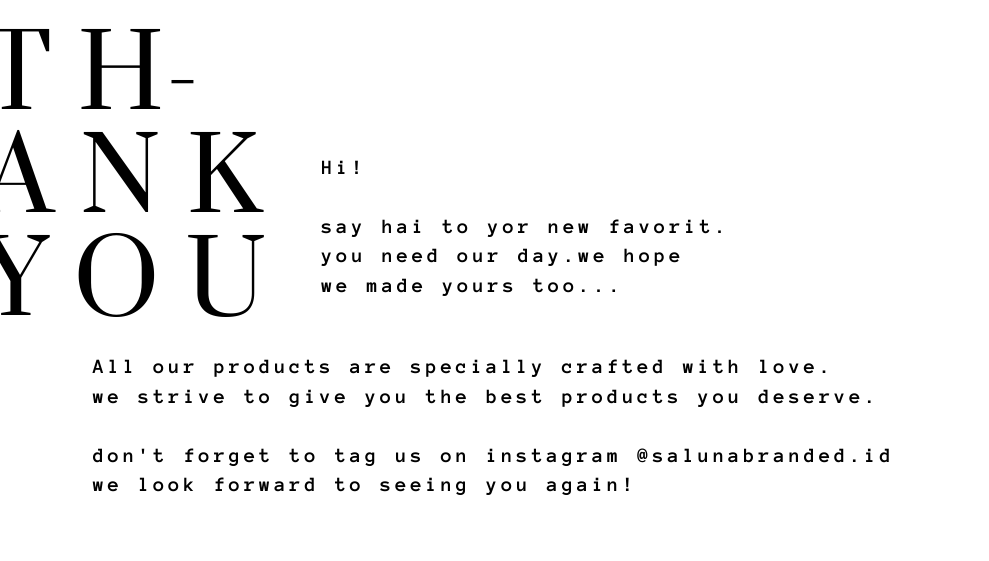 TH-
ANK
YOU
Hi!
say hai to yor new favorit.
you need our day.we hope
we made yours too...
All our products are specially crafted with love.
we strive to give you the best products you deserve.
don't forget to tag us on instagram @salunabranded.id
we look forward to seeing you again!